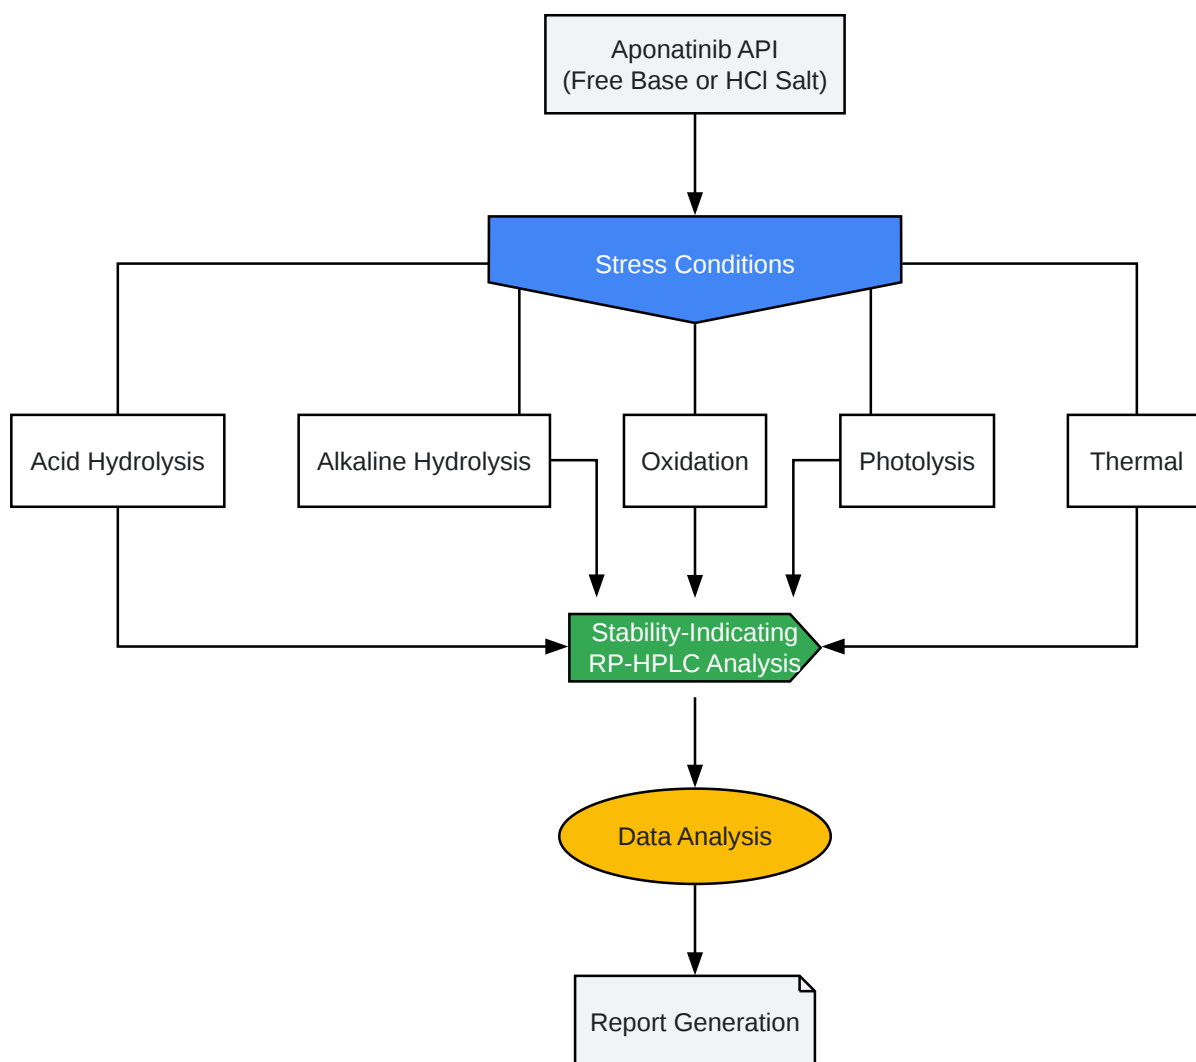 Aponatinib API
(Free Base or HCl Salt)
Stress Conditions
Acid Hydrolysis
Alkaline Hydrolysis
Oxidation
Photolysis
Thermal
Stability-Indicating
RP-HPLC Analysis
Data Analysis
Report Generation